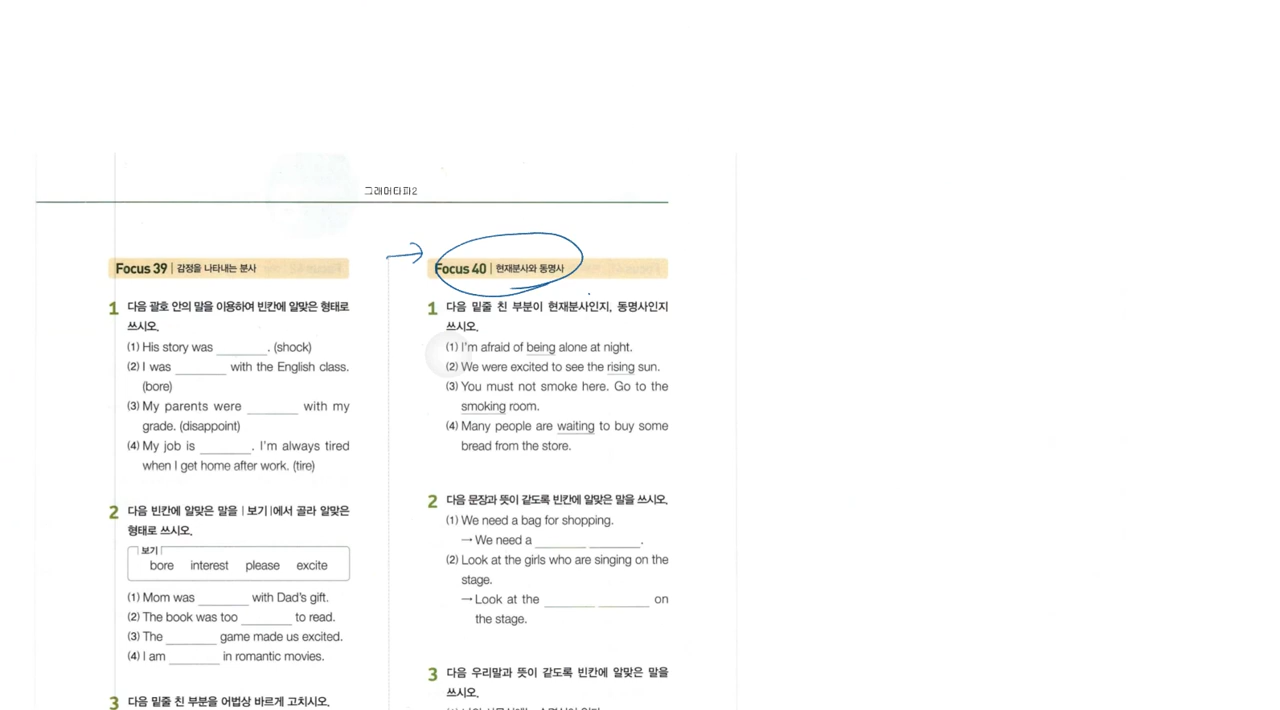 그래머타파2
Focus 39 | 감정을 나타내는 분사
1 다음 괄호 안의 말을 이용하여 빈칸에 알맞은 형태로
쓰시오.
(1) His story was ________. (shock)
(2) I was ________ with the English class.
(bore)
(3) My parents were ________ with my
grade. (disappoint)
(4) My job is ________. I'm always tired
when I get home after work. (tire)
2 다음 빈칸에 알맞은 말을 |보기|에서 골라 알맞은
형태로 쓰시오.
보기
bore interest please excite
(1) Mom was ________ with Dad's gift.
(2) The book was too ________ to read.
(3) The ________ game made us excited.
(4) I am ________ in romantic movies.
3 다음 밑줄 친 부분을 어법상 바르게 고치시오.
Focus 40 | 현재분사와 동명사
1 다음 밑줄 친 부분이 현재분사인지, 동명사인지
쓰시오.
(1) I'm afraid of being alone at night.
(2) We were excited to see the rising sun.
(3) You must not smoke here. Go to the
smoking room.
(4) Many people are waiting to buy some
bread from the store.
2 다음 문장과 뜻이 같도록 빈칸에 알맞은 말을 쓰시오.
(1) We need a bag for shopping.
→ We need a ________ ________.
(2) Look at the girls who are singing on the
stage.
→ Look at the ________ ________ on
the stage.
3 다음 우리말과 뜻이 같도록 빈칸에 알맞은 말을
쓰시오.